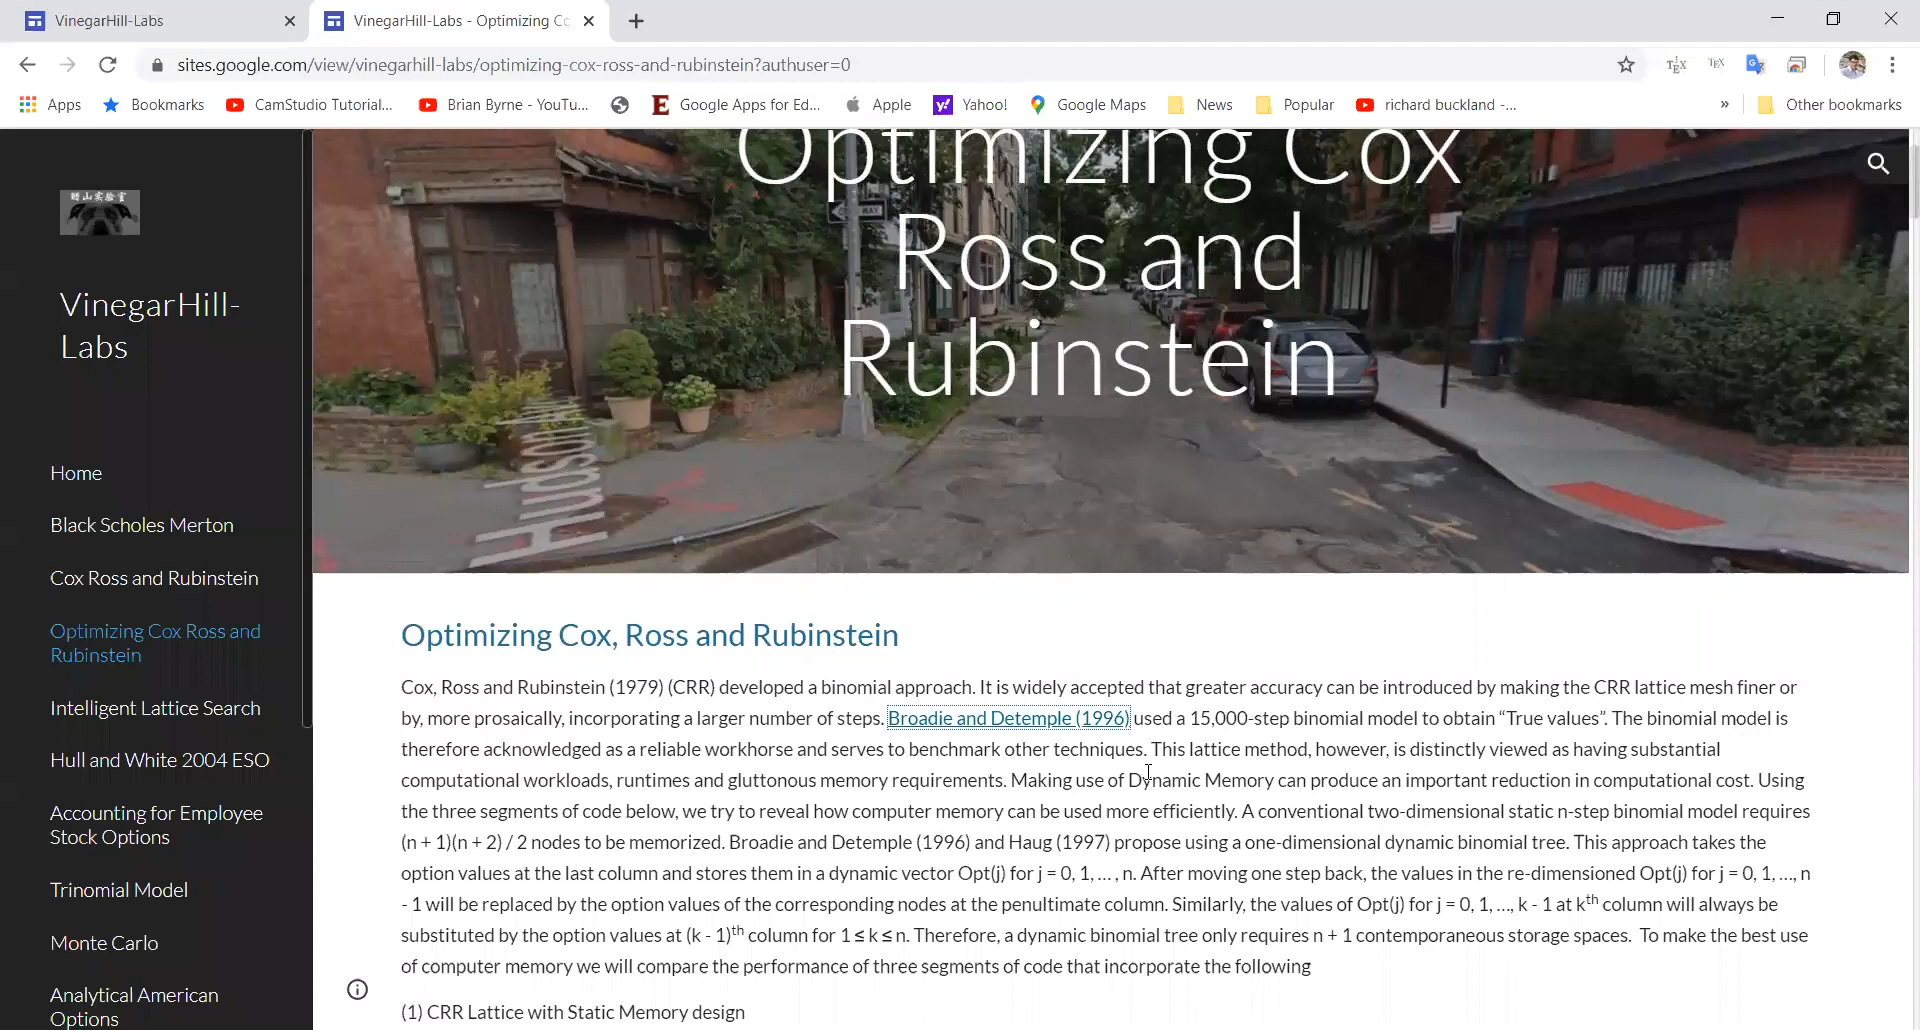 VinegarHill-Labs
VinegarHill-Labs - Optimizing Co
sites.google.com/view/vinegarhill-labs/optimizing-cox-ross-and-rubinstein?authuser=0
Apps
Bookmarks
CamStudio Tutorial...
Brian Byrne - YouTu...
Google Apps for Ed...
Apple
Yahoo!
Google Maps
News
Popular
richard buckland -...
»
Other bookmarks
醋山实验室
VinegarHill-
Labs
Home
Black Scholes Merton
Cox Ross and Rubinstein
Optimizing Cox Ross and
Rubinstein
Intelligent Lattice Search
Hull and White 2004 ESO
Accounting for Employee
Stock Options
Trinomial Model
Monte Carlo
Analytical American
Options
Optimizing Cox
Ross and
Rubinstein
WAY
Hudson Av
Optimizing Cox, Ross and Rubinstein
Cox, Ross and Rubinstein (1979) (CRR) developed a binomial approach. It is widely accepted that greater accuracy can be introduced by making the CRR lattice mesh finer or
by, more prosaically, incorporating a larger number of steps. Broadie and Detemple (1996) used a 15,000-step binomial model to obtain “True values”. The binomial model is
therefore acknowledged as a reliable workhorse and serves to benchmark other techniques. This lattice method, however, is distinctly viewed as having substantial
computational workloads, runtimes and gluttonous memory requirements. Making use of Dynamic Memory can produce an important reduction in computational cost. Using
the three segments of code below, we try to reveal how computer memory can be used more efficiently. A conventional two-dimensional static n-step binomial model requires
(n + 1)(n + 2) / 2 nodes to be memorized. Broadie and Detemple (1996) and Haug (1997) propose using a one-dimensional dynamic binomial tree. This approach takes the
option values at the last column and stores them in a dynamic vector Opt(j) for j = 0, 1, … , n. After moving one step back, the values in the re-dimensioned Opt(j) for j = 0, 1, …, n
- 1 will be replaced by the option values of the corresponding nodes at the penultimate column. Similarly, the values of Opt(j) for j = 0, 1, …, k - 1 at kth column will always be
substituted by the option values at (k - 1)th column for 1 ≤ k ≤ n. Therefore, a dynamic binomial tree only requires n + 1 contemporaneous storage spaces. To make the best use
of computer memory we will compare the performance of three segments of code that incorporate the following
(1) CRR Lattice with Static Memory design